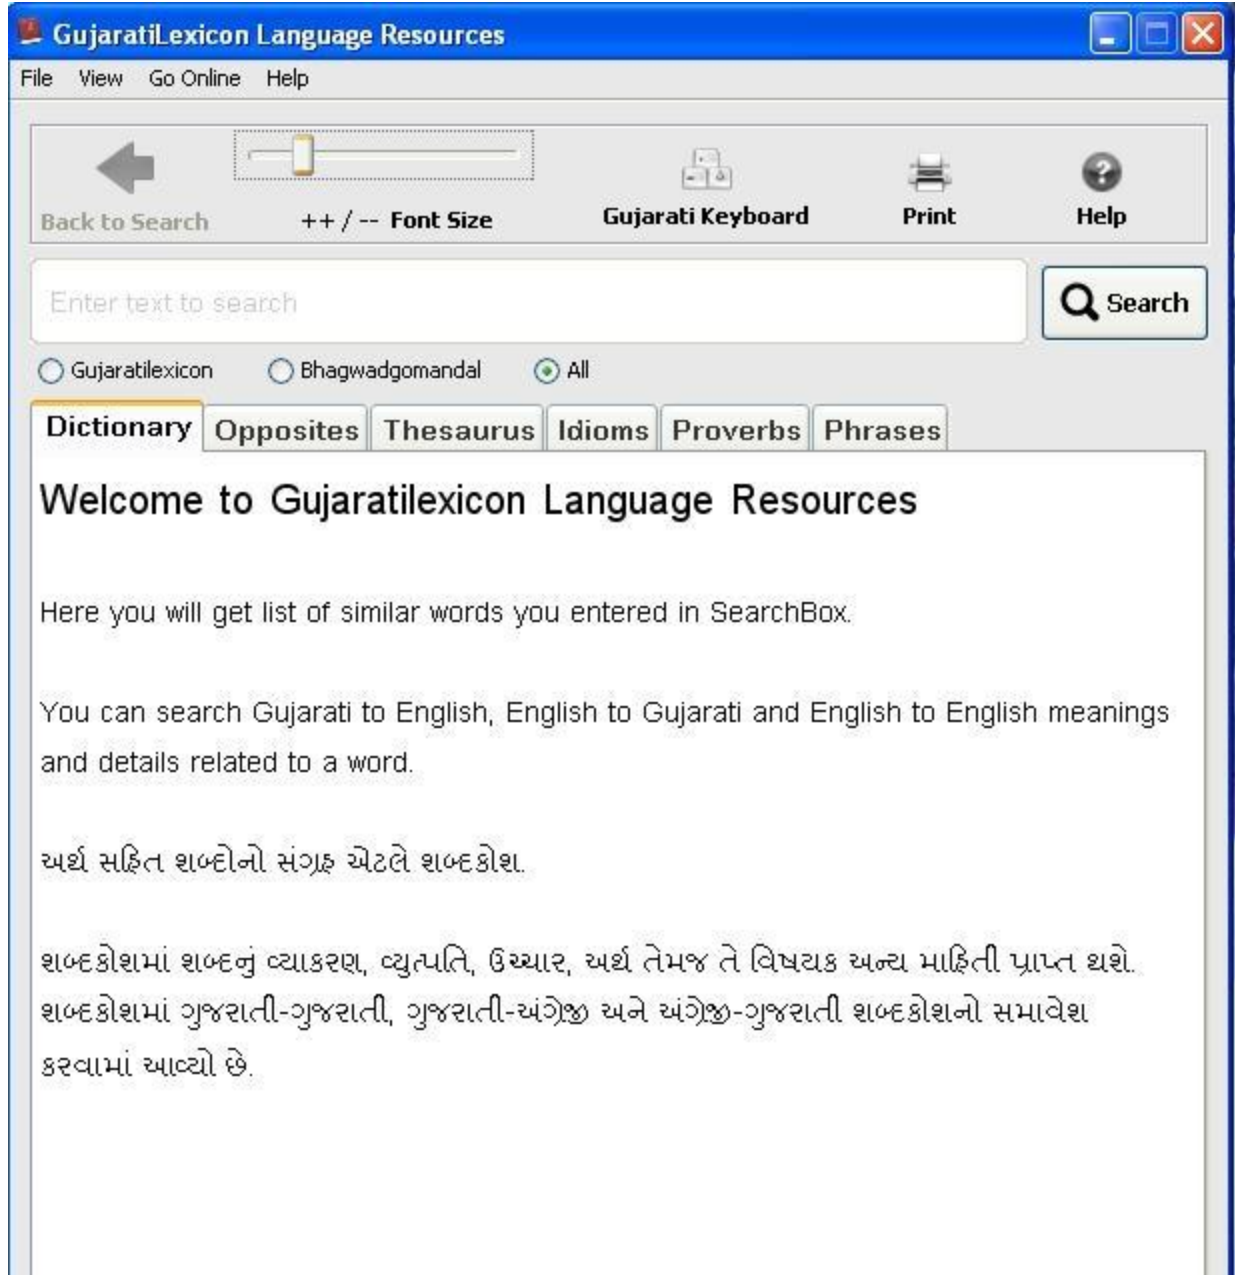 GujaratiLexicon Language Resources
File View Go Online Help
Back to Search ++ / -- Font Size Gujarati Keyboard Print Help
Enter text to search Search
Gujaratilexicon Bhagwadgomandal All
Dictionary Opposites Thesaurus Idioms Proverbs Phrases
Welcome to Gujaratilexicon Language Resources
Here you will get list of similar words you entered in SearchBox.
You can search Gujarati to English, English to Gujarati and English to English meanings
and details related to a word.
અર્થ સહિત શબ્દોનો સંગ્રહ એટલે શબ્દકોશ.
શબ્દકોશમાં શબ્દનું વ્યાકરણ, વ્યુત્પતિ, ઉચ્ચાર, અર્થ તેમજ તે વિષયક અન્ય માહિતી પ્રાપ્ત થશે.
શબ્દકોશમાં ગુજરાતી-ગુજરાતી, ગુજરાતી-અંગ્રેજી અને અંગ્રેજી-ગુજરાતી શબ્દકોશનો સમાવેશ
કરવામાં આવ્યો છે.